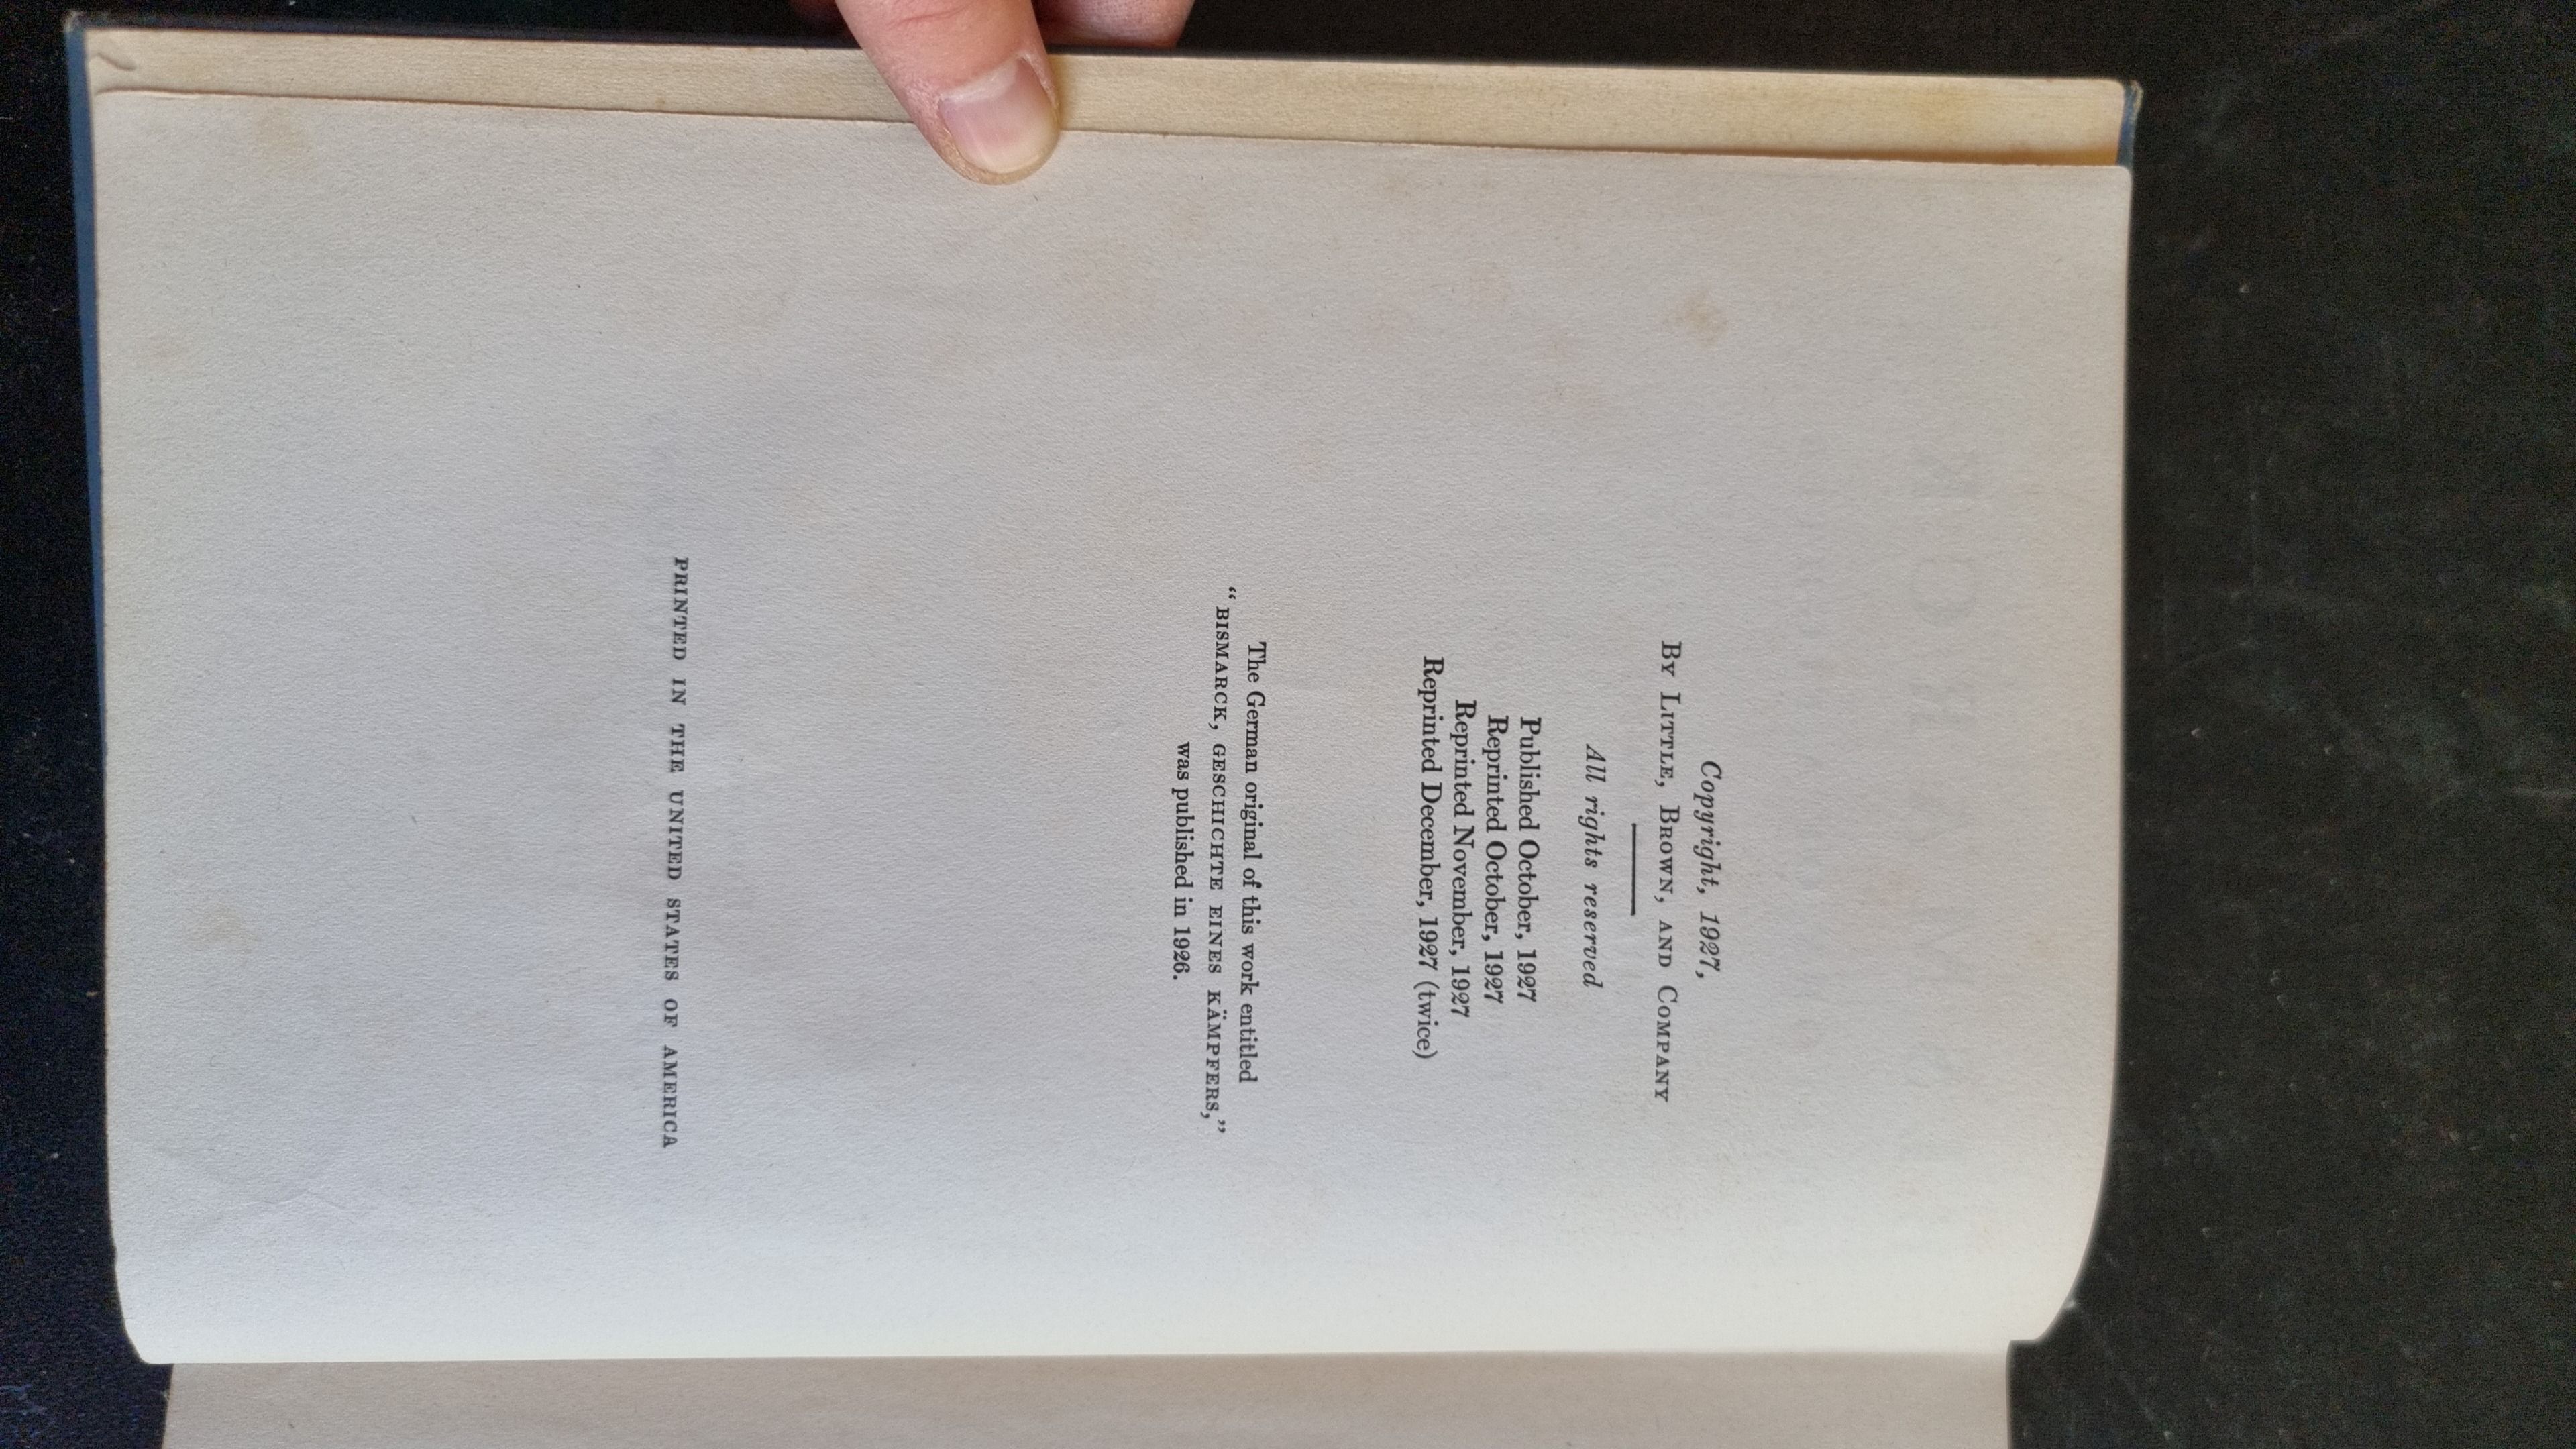 Copyright, 1927,
By Little, Brown, and Company
All rights reserved
Published October, 1927
Reprinted October, 1927
Reprinted November, 1927
Reprinted December, 1927 (twice)
The German original of this work entitled
“BISMARCK, GESCHICHTE EINES KÄMPFERS,”
was published in 1926.
PRINTED IN THE UNITED STATES OF AMERICA